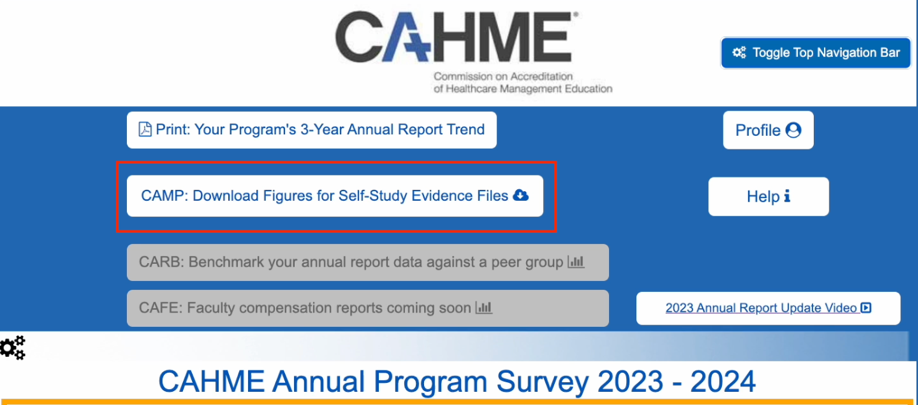 CAHME
Commission on Accreditation
of Healthcare Management Education
Toggle Top Navigation Bar
Print: Your Program's 3-Year Annual Report Trend
Profile
CAMP: Download Figures for Self-Study Evidence Files
Help
CARB: Benchmark your annual report data against a peer group
CAFE: Faculty compensation reports coming soon
2023 Annual Report Update Video
CAHME Annual Program Survey 2023 - 2024